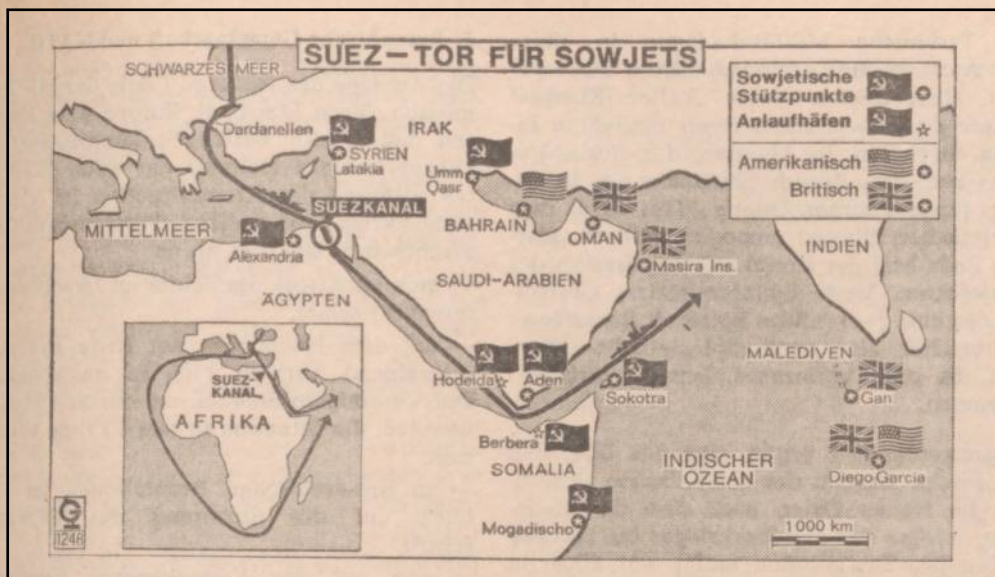 SUEZ – TOR FÜR SOWJETS
SCHWARZES MEER
Sowjetische
Stützpunkte
Anlaufhäfen
Amerikanisch
Britisch
Dardanellen
IRAK
SYRIEN
Latakia
Umm
Qasr
SUEZKANAL
BAHRAIN
OMAN
INDIEN
MITTELMEER
Alexandria
Masira Ins.
SAUDI-ARABIEN
ÄGYPTEN
SUEZ-
KANAL
AFRIKA
Hodeida
Aden
Sokotra
MALEDIVEN
Gan
Berbera
SOMALIA
INDISCHER
OZEAN
Diego Garcia
Mogadischo
1000 km
G
1248